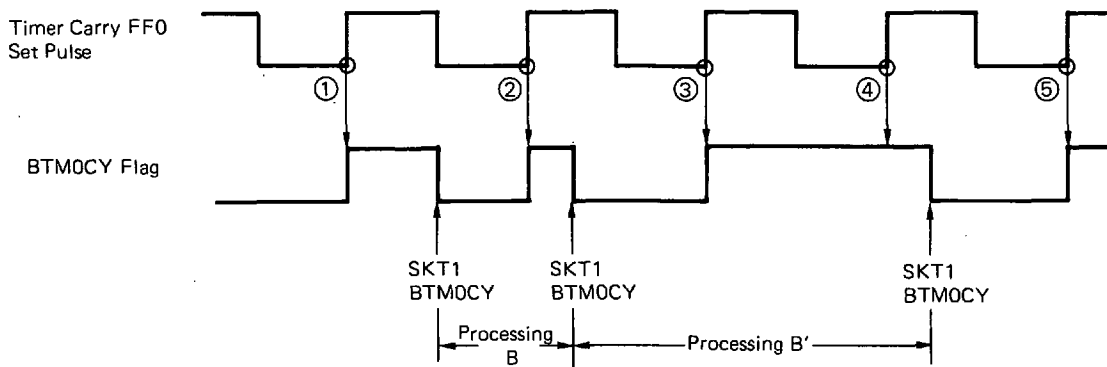 Timer Carry FF0
Set Pulse
① ② ③ ④ ⑤
BTM0CY Flag
SKT1
BTM0CY
SKT1
BTM0CY
SKT1
BTM0CY
Processing
B
Processing B'